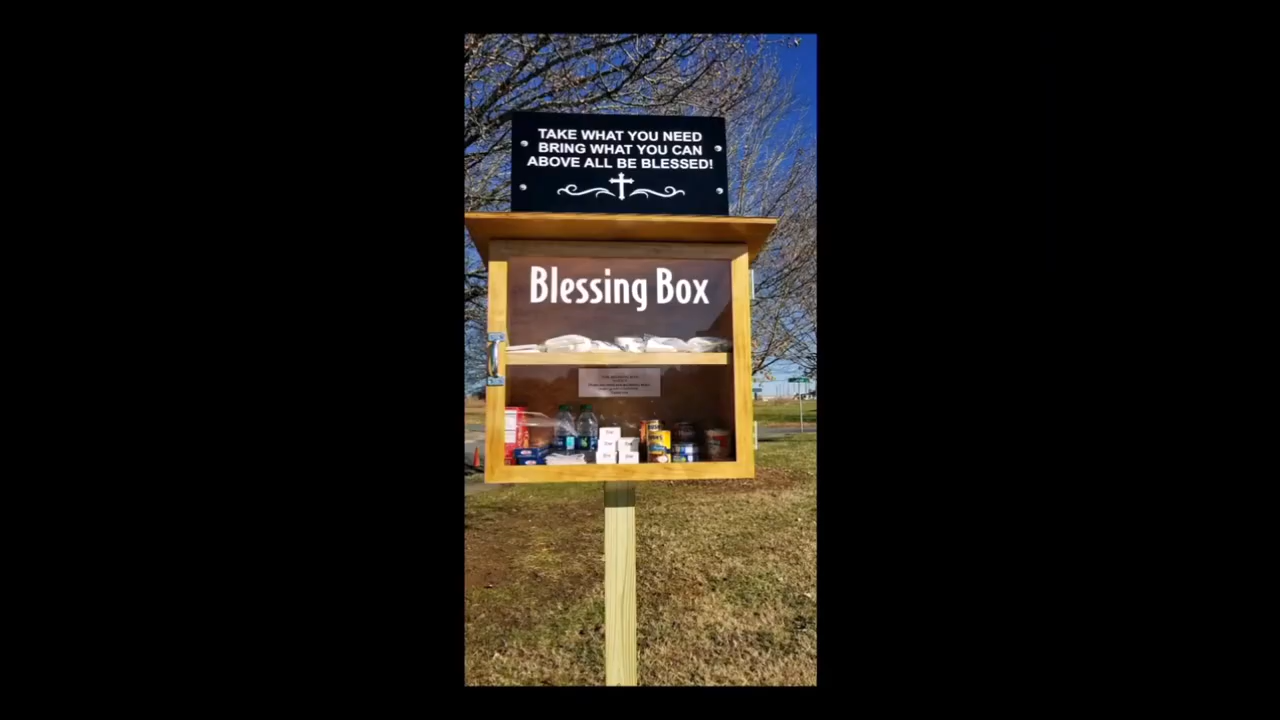 TAKE WHAT YOU NEED
BRING WHAT YOU CAN
ABOVE ALL BE BLESSED!
Blessing Box